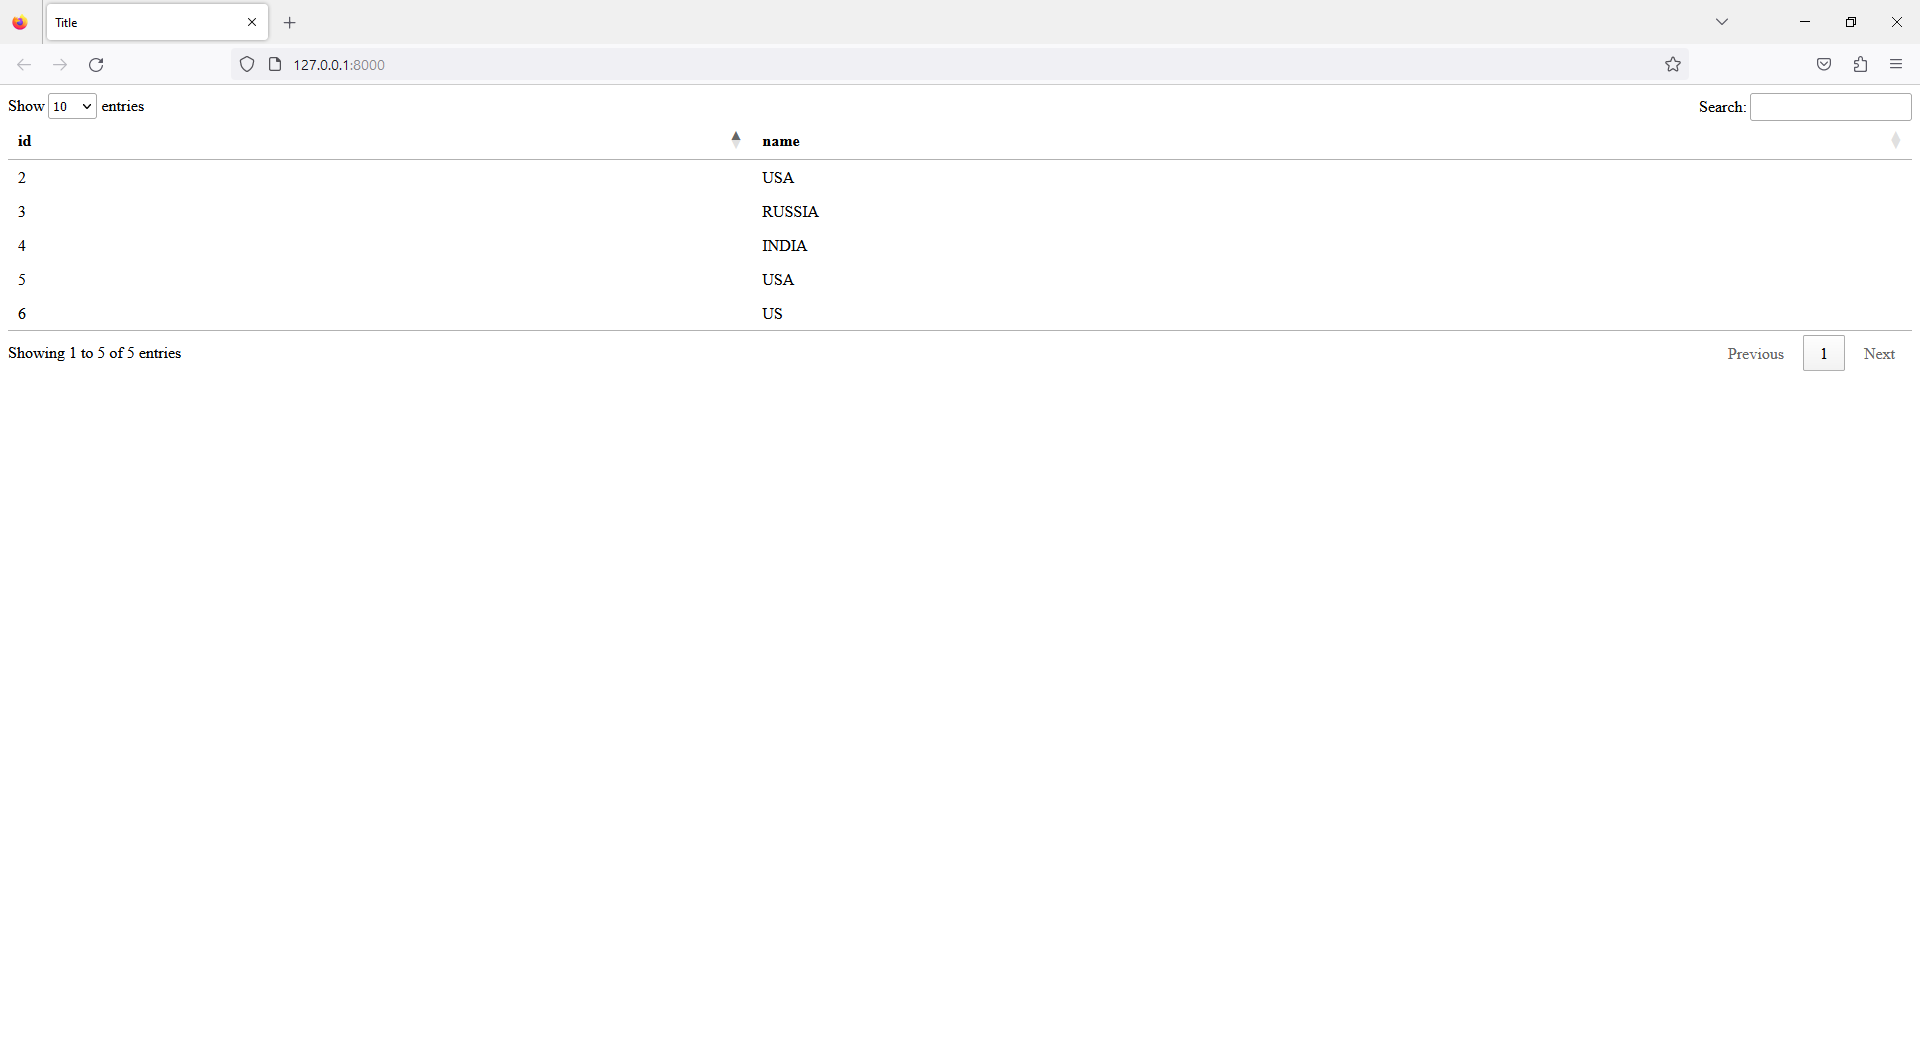 Title
127.0.0.1:8000
Show 10 entries Search:
id name
2 USA
3 RUSSIA
4 INDIA
5 USA
6 US
Showing 1 to 5 of 5 entries Previous 1 Next